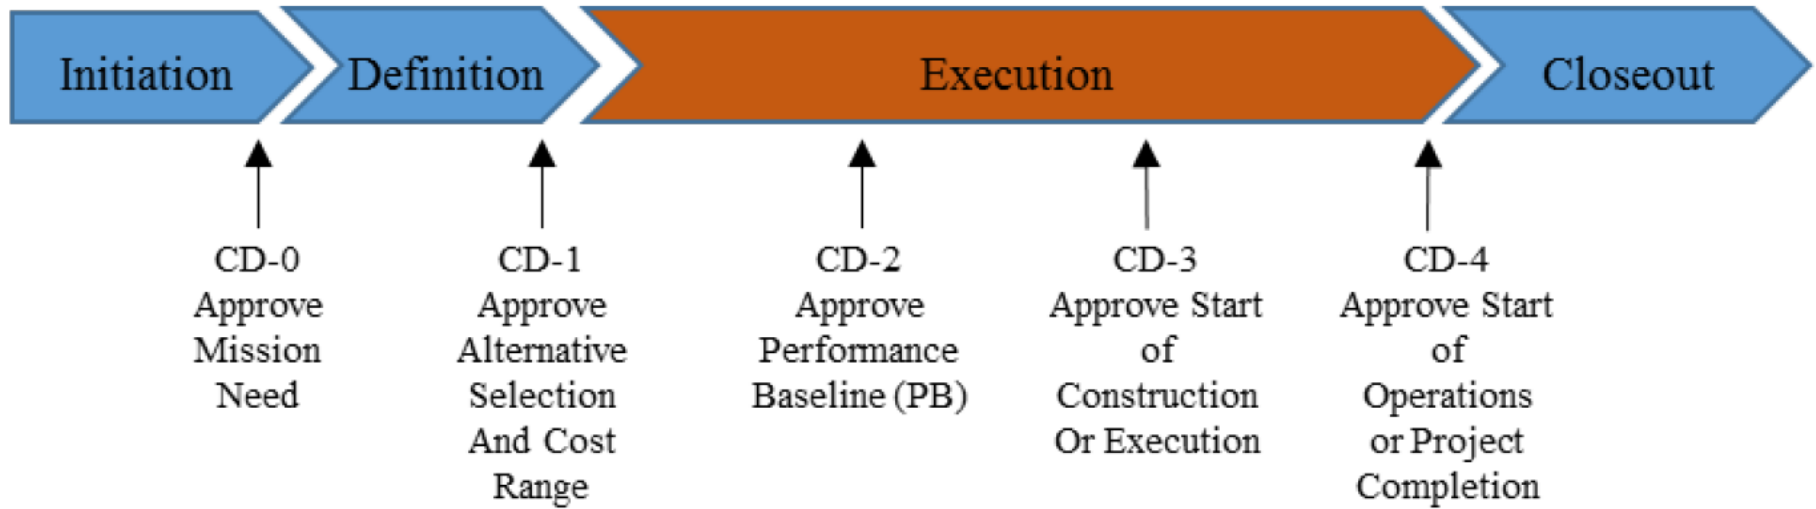 Initiation
Definition
Execution
Closeout
CD-0
Approve
Mission
Need
CD-1
Approve
Alternative
Selection
And Cost
Range
CD-2
Approve
Performance
Baseline (PB)
CD-3
Approve Start
of
Construction
Or Execution
CD-4
Approve Start
of
Operations
or Project
Completion